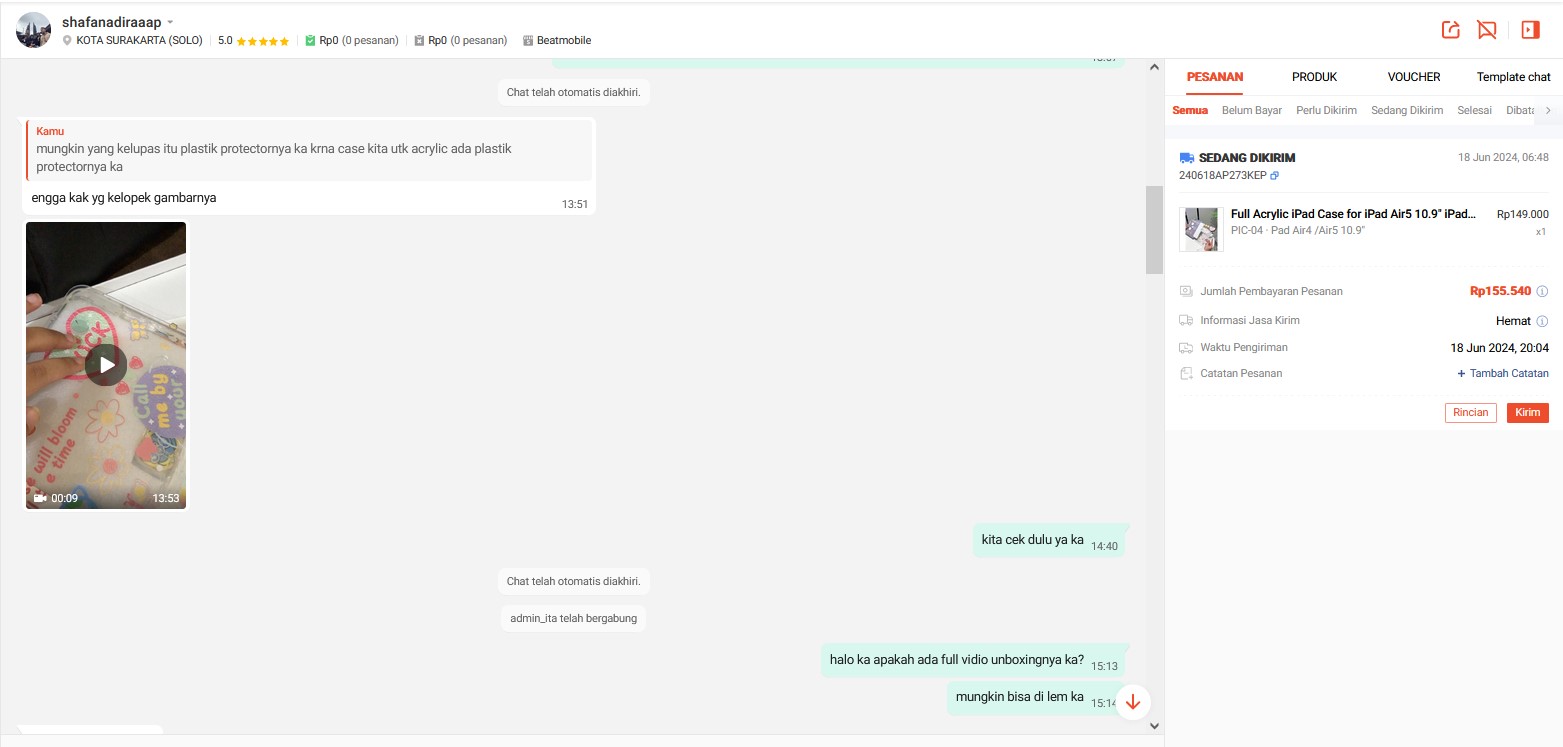 shafanadiraaap
KOTA SURAKARTA (SOLO)
5.0
Rp0 (0 pesanan)
Rp0 (0 pesanan)
Beatmobile
Chat telah otomatis diakhiri.
Kamu
mungkin yang kelupas itu plastik protectornya ka krna case kita utk acrylic ada plastik
protectornya ka
engga kak yg kelopek gambarnya
13:51
Call
me by
your
will bloom
e time
00:09
13:53
kita cek dulu ya ka
14:40
Chat telah otomatis diakhiri.
admin_ita telah bergabung
halo ka apakah ada full vidio unboxingnya ka?
15:13
mungkin bisa di lem ka
15:14
PESANAN
PRODUK
VOUCHER
Template chat
Semua
Belum Bayar
Perlu Dikirim
Sedang Dikirim
Selesai
Dibata
SEDANG DIKIRIM
18 Jun 2024, 06:48
240618AP273KEP
Full Acrylic iPad Case for iPad Air5 10.9" iPad...
Rp149.000
PIC-04 · Pad Air4 /Air5 10.9"
x1
Jumlah Pembayaran Pesanan
Rp155.540
Informasi Jasa Kirim
Hemat
Waktu Pengiriman
18 Jun 2024, 20:04
Catatan Pesanan
+ Tambah Catatan
Rincian
Kirim